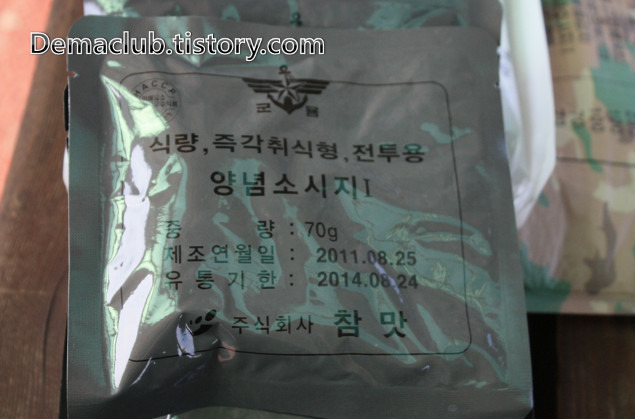 Demaclub.tistory.com
HACCP
군 용
식량, 즉각취식형, 전투용
양념소시지 I
중 량 : 70g
제조연월일 : 2011.08.25
유통기한 : 2014.08.24
주식회사 참맛